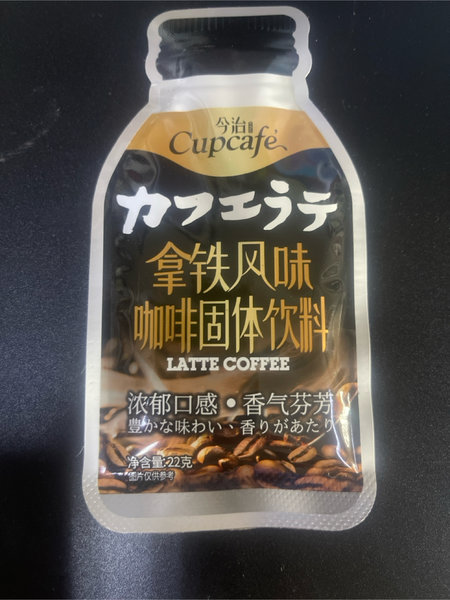 今治
Cupcafé
カフェラテ
拿铁风味
咖啡固体饮料
LATTE COFFEE
浓郁口感·香气芬芳
豊かな味わい、香りがあたり
净含量:22克
图片仅供参考